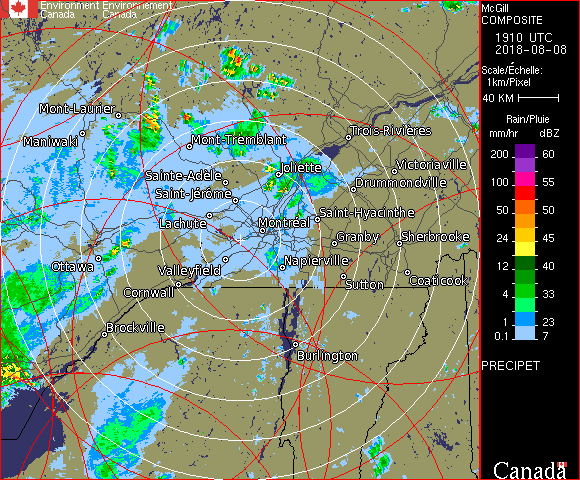 Environment Environnement
Canada Canada
McGill
COMPOSITE
1910 UTC
2018-08-08
Scale/Échelle:
1km/Pixel
40 KM
Rain/Pluie
mm/hr dBZ
200 60
100 55
50 50
24 45
12 40
4 33
1 23
0.1 7
PRECIPET
Canada
Mont-Laurier
Maniwaki
Mont-Tremblant
Trois-Rivières
Joliette
Victoriaville
Sainte-Adèle
Drummondville
Saint-Jérôme
Saint-Hyacinthe
Lachute
Montréal
Granby
Sherbrooke
Ottawa
Valleyfield
Napierville
Cornwall
Sutton
Coaticook
Brockville
Burlington